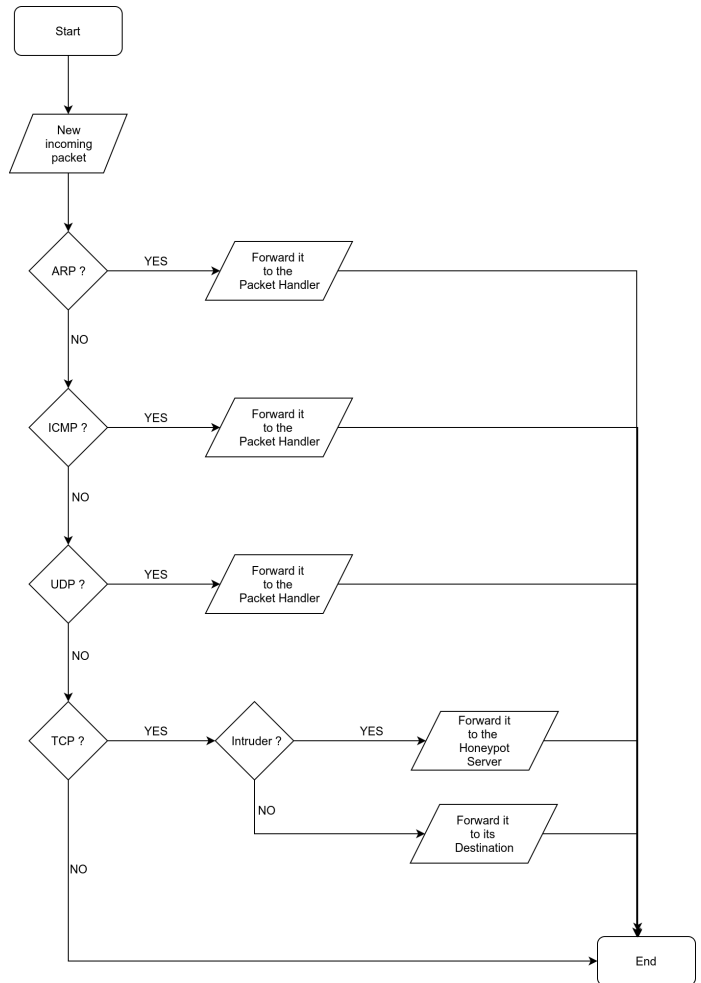 Start
New
incoming
packet
ARP ?
YES
Forward it
to the
Packet Handler
NO
ICMP ?
YES
Forward it
to the
Packet Handler
NO
UDP ?
YES
Forward it
to the
Packet Handler
NO
TCP ?
YES
Intruder ?
YES
Forward it
to the
Honeypot
Server
NO
Forward it
to its
Destination
NO
End